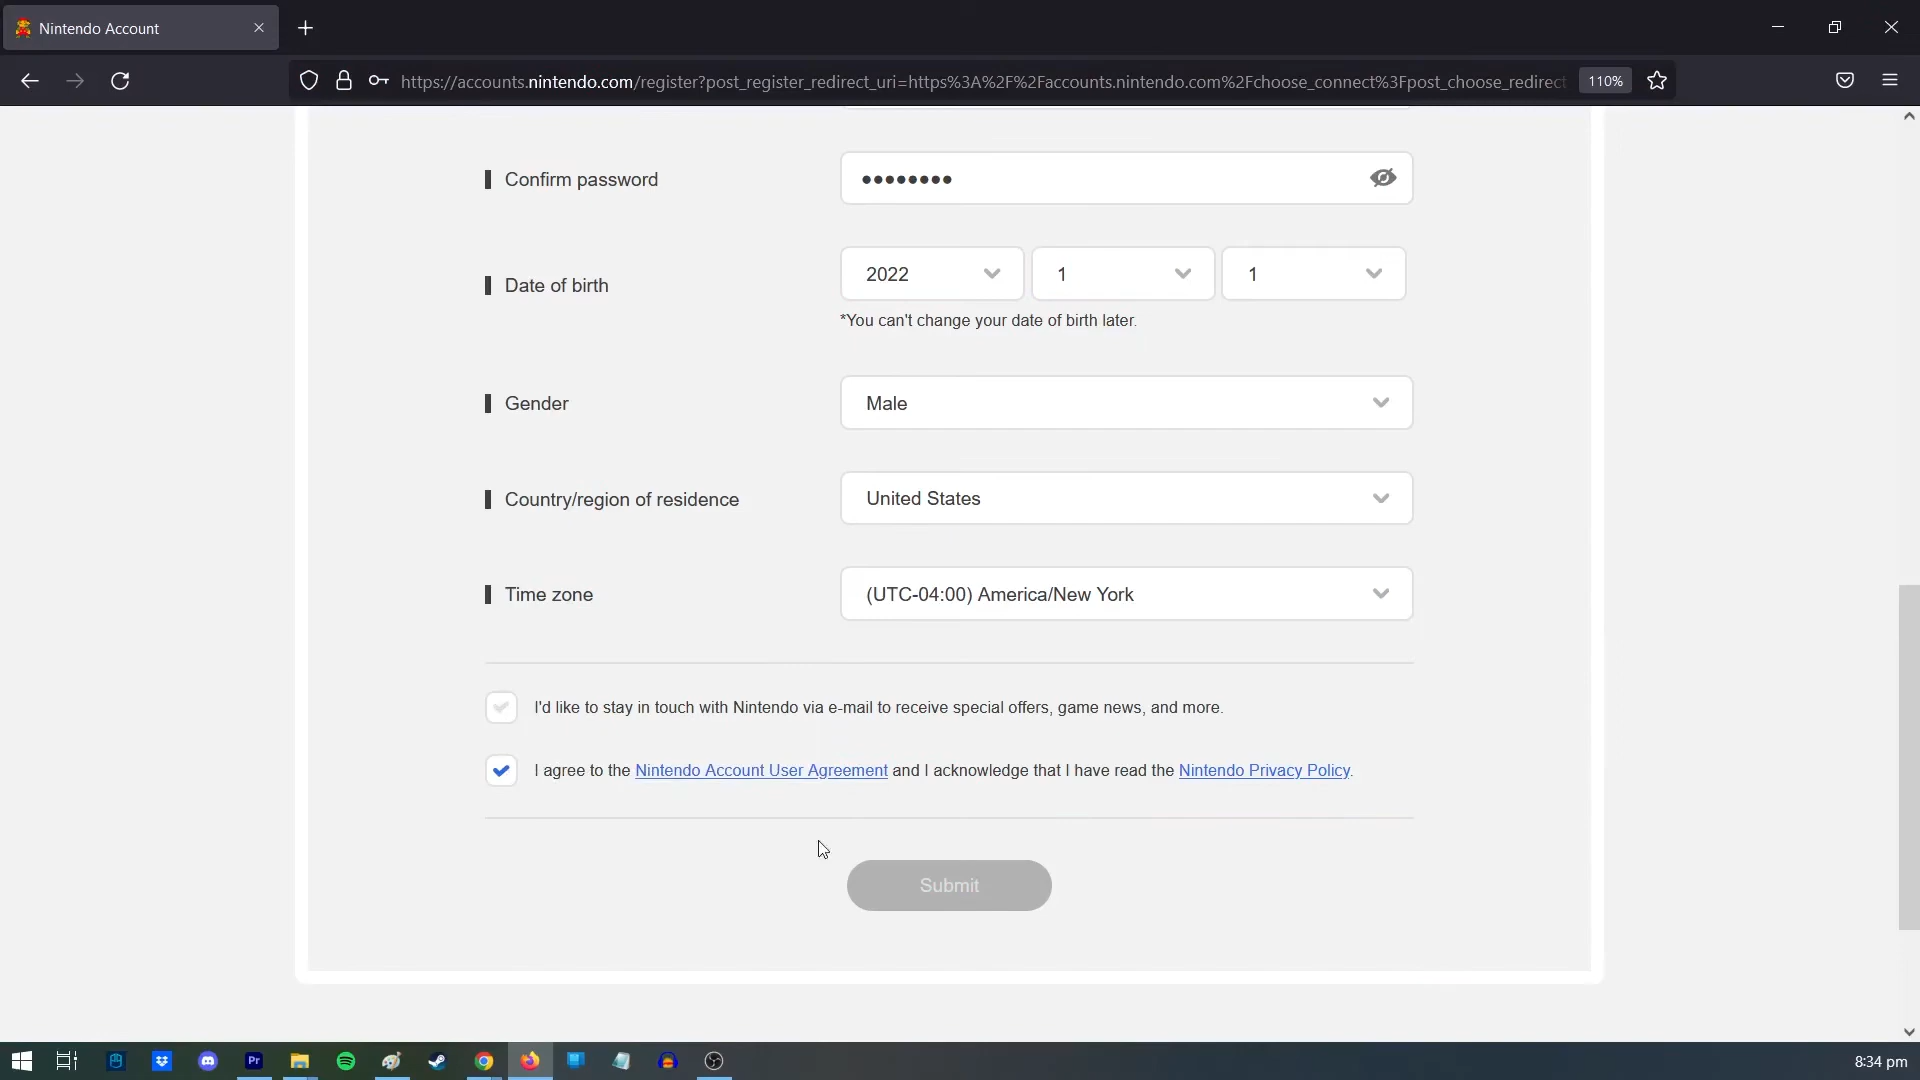 Nintendo Account
https://accounts.nintendo.com/register?post_register_redirect_uri=https%3A%2F%2Faccounts.nintendo.com%2Fchoose_connect%3Fpost_choose_redirect
110%
Confirm password
●●●●●●●●
Date of birth
2022
1
1
*You can't change your date of birth later.
Gender
Male
Country/region of residence
United States
Time zone
(UTC-04:00) America/New York
I'd like to stay in touch with Nintendo via e-mail to receive special offers, game news, and more.
I agree to the Nintendo Account User Agreement and I acknowledge that I have read the Nintendo Privacy Policy.
Submit
Pr
8:34 pm